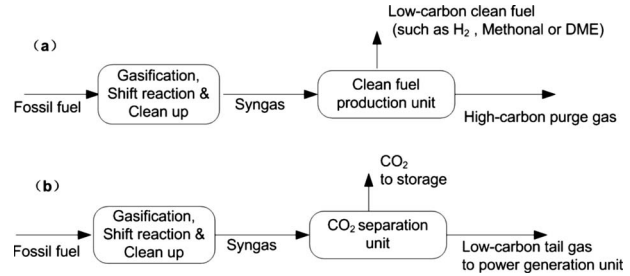 Low-carbon clean fuel
(such as H₂ , Methonal or DME)
(a)
Gasification,
Shift reaction &
Clean up
Clean fuel
production unit
Fossil fuel
Syngas
High-carbon purge gas
CO₂
to storage
(b)
Gasification,
Shift reaction &
Clean up
CO₂ separation
unit
Fossil fuel
Syngas
Low-carbon tail gas
to power generation unit